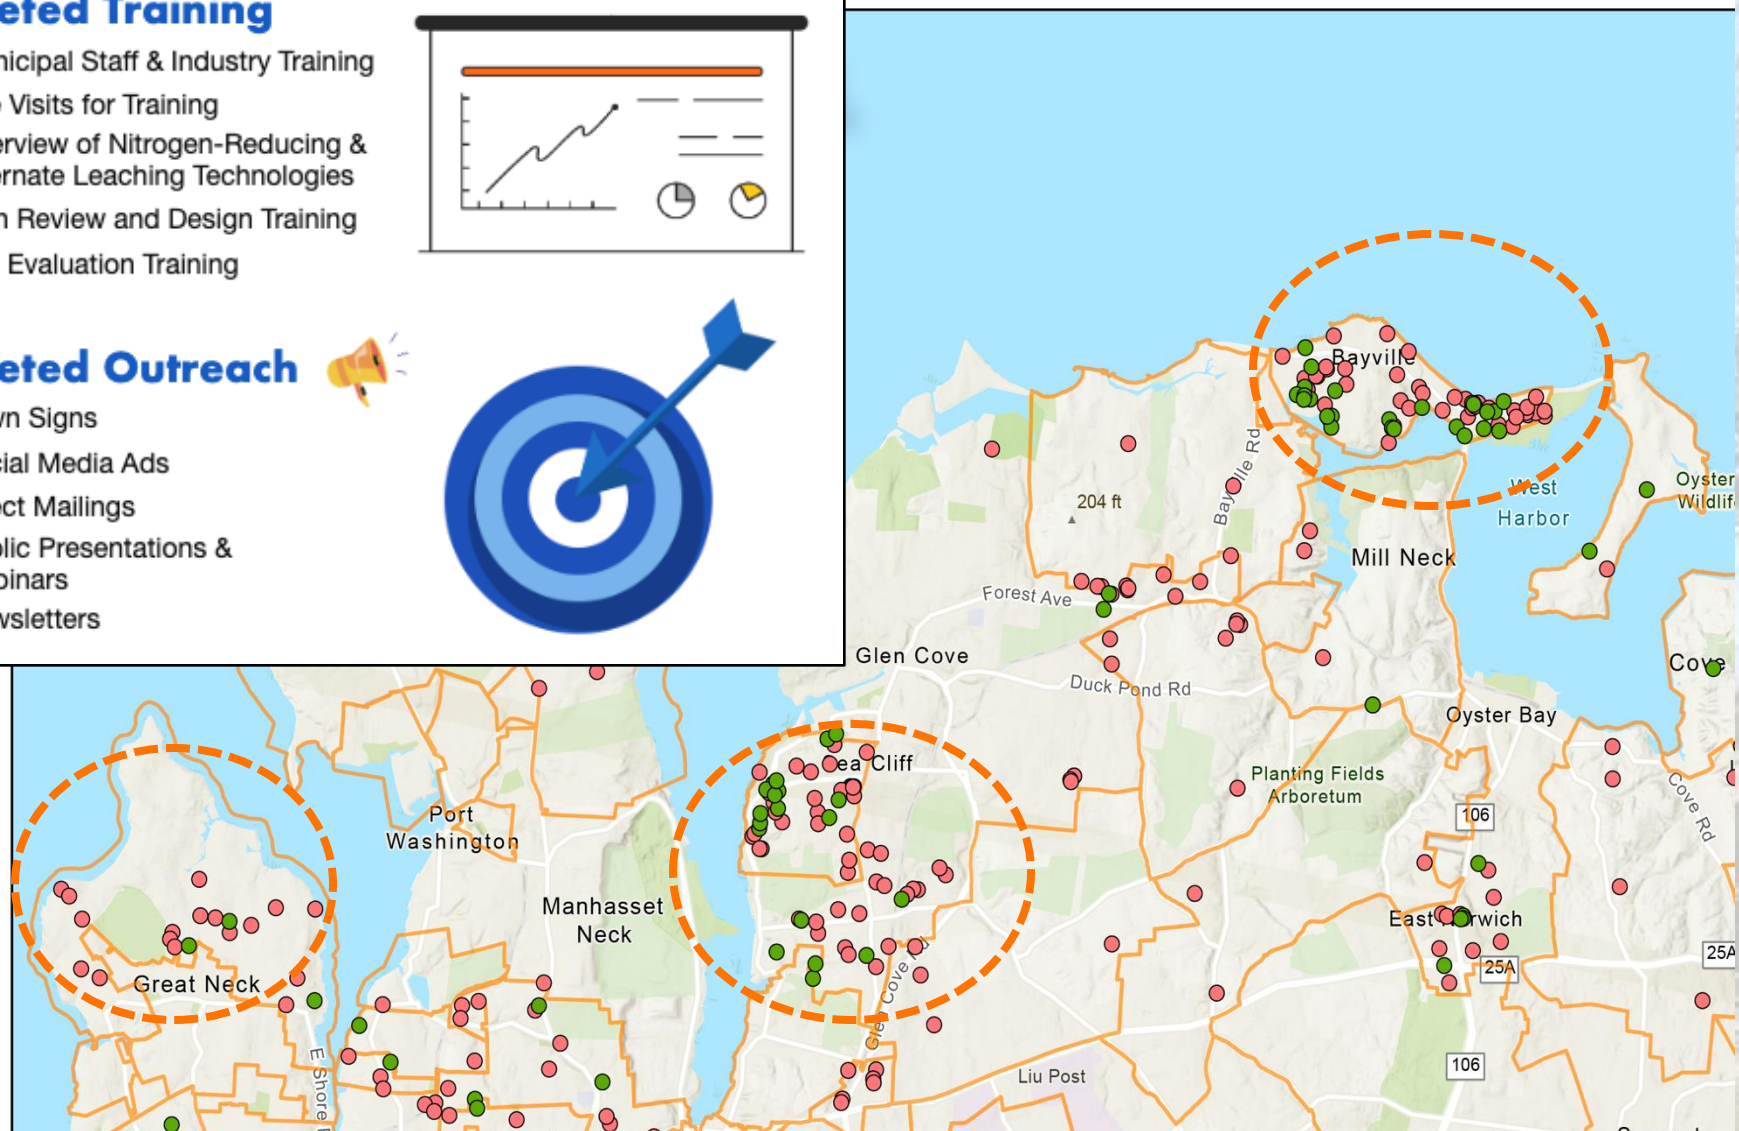 eted Training
nicipal Staff & Industry Training
e Visits for Training
erview of Nitrogen-Reducing &
ernate Leaching Technologies
n Review and Design Training
Evaluation Training
eted Outreach
vn Signs
cial Media Ads
ect Mailings
olic Presentations &
binars
wsletters
Bayville
Bayville Rd
204 ft
West
Harbor
Oyster
Wildlif
Mill Neck
Forest Ave
Glen Cove
Duck Pond Rd
Cove
Oyster Bay
ea Cliff
Planting Fields
Arboretum
Cove Rd
Port
Washington
106
Manhasset
Neck
East Norwich
25A
25A
Great Neck
Glen Cove Rd
E Shore
Liu Post
106